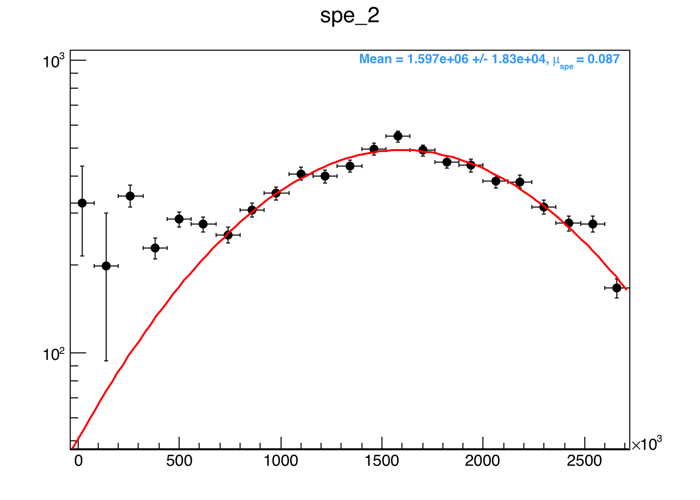 spe_2
Mean = 1.597e+06 +/- 1.83e+04, μspe = 0.087
10³
10²
0 500 1000 1500 2000 2500 ×10³